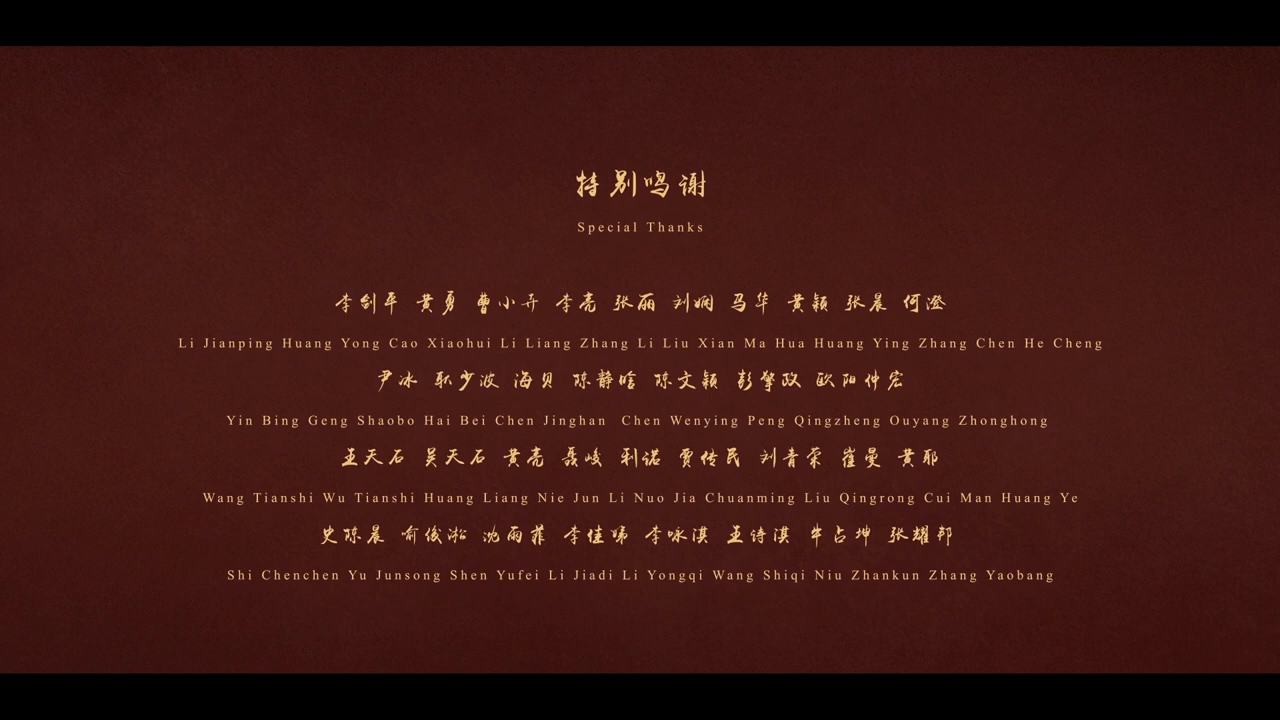 特别鸣谢
Special Thanks
李剑平 黄勇 曹小卉 李亮 张丽 刘娴 马华 黄颖 张晨 何澄
Li Jianping Huang Yong Cao Xiaohui Li Liang Zhang Li Liu Xian Ma Hua Huang Ying Zhang Chen He Cheng
尹冰 耿少波 海贝 陈静晗 陈文颖 彭擎政 欧阳仲宏
Yin Bing Geng Shaobo Hai Bei Chen Jinghan Chen Wenying Peng Qingzheng Ouyang Zhonghong
王天石 吴天石 黄亮 聂峻 利诺 贾传民 刘青荣 崔曼 黄耶
Wang Tianshi Wu Tianshi Huang Liang Nie Jun Li Nuo Jia Chuanming Liu Qingrong Cui Man Huang Ye
史陈晨 俞俊淞 沈雨菲 李佳娣 李咏淇 王诗淇 牛占坤 张耀邦
Shi Chenchen Yu Junsong Shen Yufei Li Jiadi Li Yongqi Wang Shiqi Niu Zhankun Zhang Yaobang